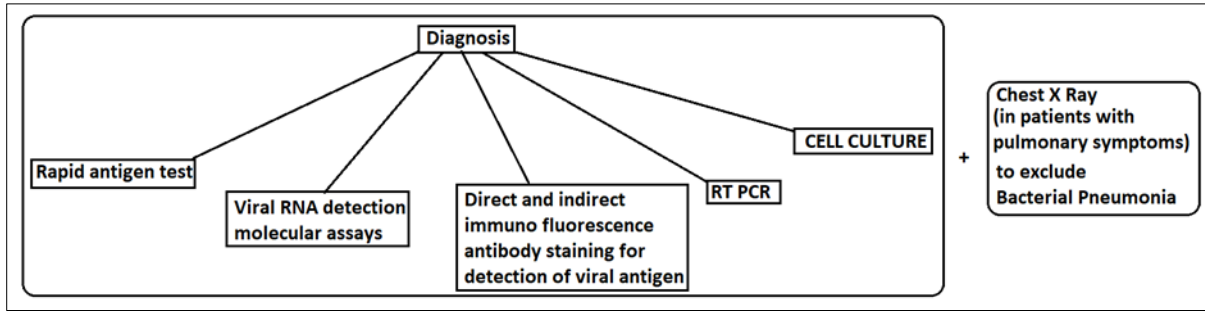 Diagnosis
Rapid antigen test
Viral RNA detection
molecular assays
Direct and indirect
immuno fluorescence
antibody staining for
detection of viral antigen
RT PCR
CELL CULTURE
+
Chest X Ray
(in patients with
pulmonary symptoms)
to exclude
Bacterial Pneumonia